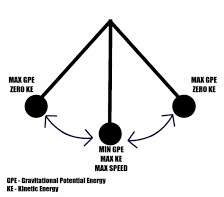 MAX GPE
ZERO KE
MAX GPE
ZERO KE
MIN GPE
MAX KE
MAX SPEED
GPE - Gravitational Potential Energy
KE - Kinetic Energy